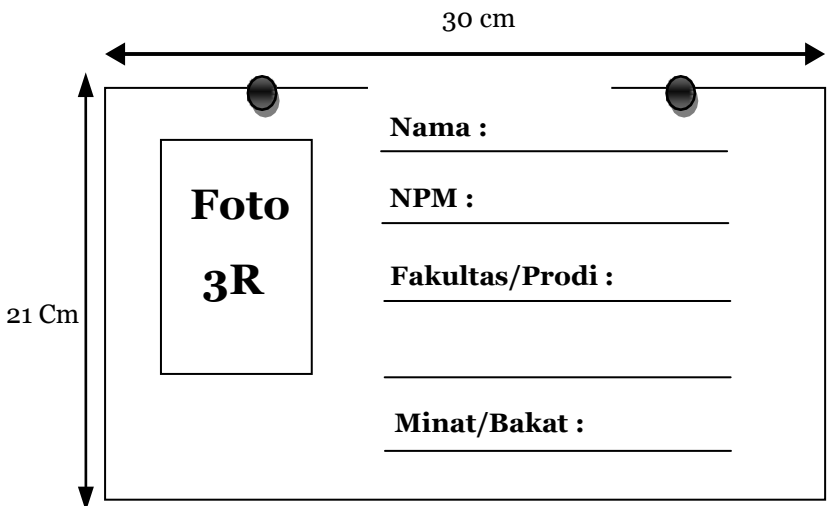 30 cm
Nama :
NPM :
Foto
3R
Fakultas/Prodi :
21 Cm
Minat/Bakat :